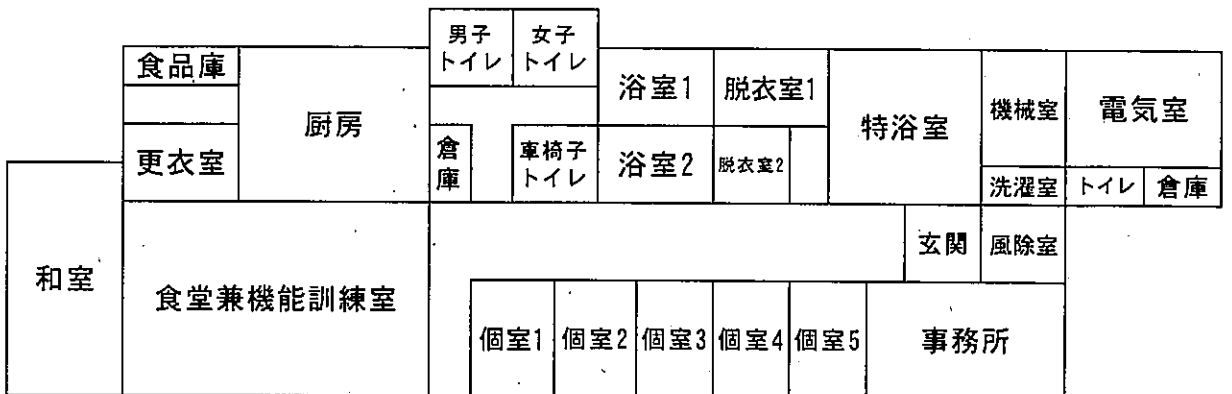 男子
トイレ
女子
トイレ
食品庫
厨房
浴室1
脱衣室1
特浴室
機械室
電気室
更衣室
倉
庫
車椅子
トイレ
浴室2
脱衣室2
洗濯室
トイレ
倉庫
和室
食堂兼機能訓練室
玄関
風除室
個室1
個室2
個室3
個室4
個室5
事務所